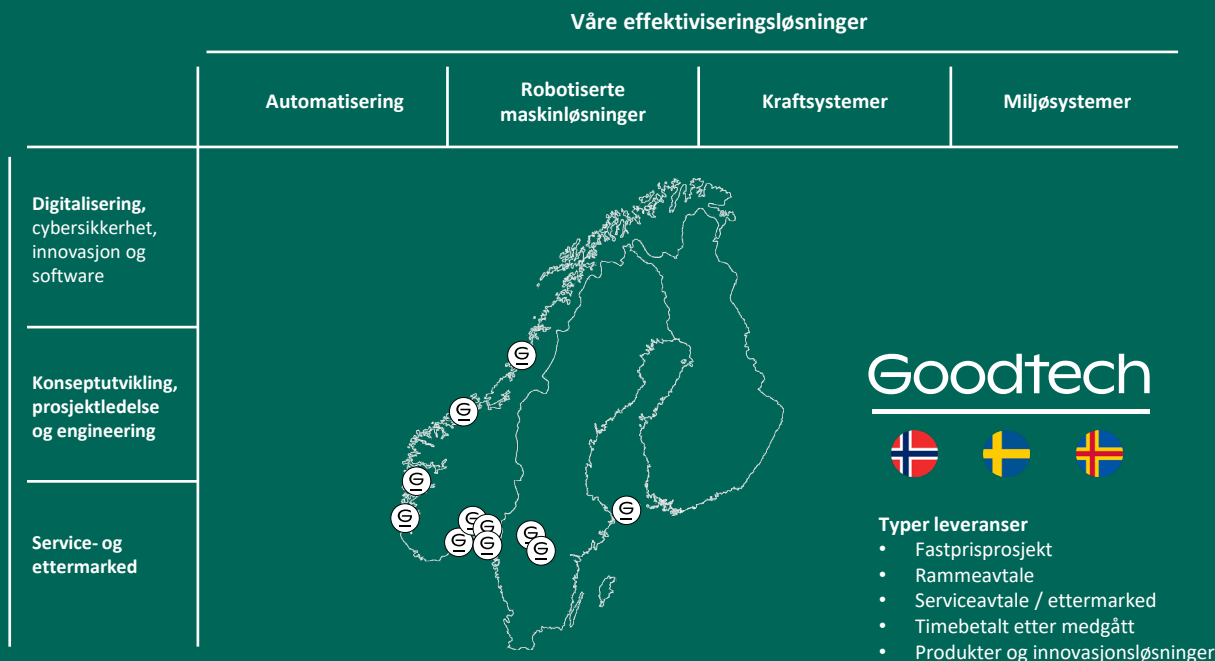 Våre effektiviseringsløsninger
Automatisering
Robotiserte
maskinløsninger
Kraftsystemer
Miljøsystemer
Digitalisering,
cybersikkerhet,
innovasjon og
software
Konseptutvikling,
prosjektledelse
og engineering
Service- og
ettermarked
Goodtech
Typer leveranser
• Fastprisprosjekt
• Rammeavtale
• Serviceavtale / ettermarked
• Timebetalt etter medgått
• Produkter og innovasjonsløsninger
G
G
G
G
G
G
G
G
G
G
G